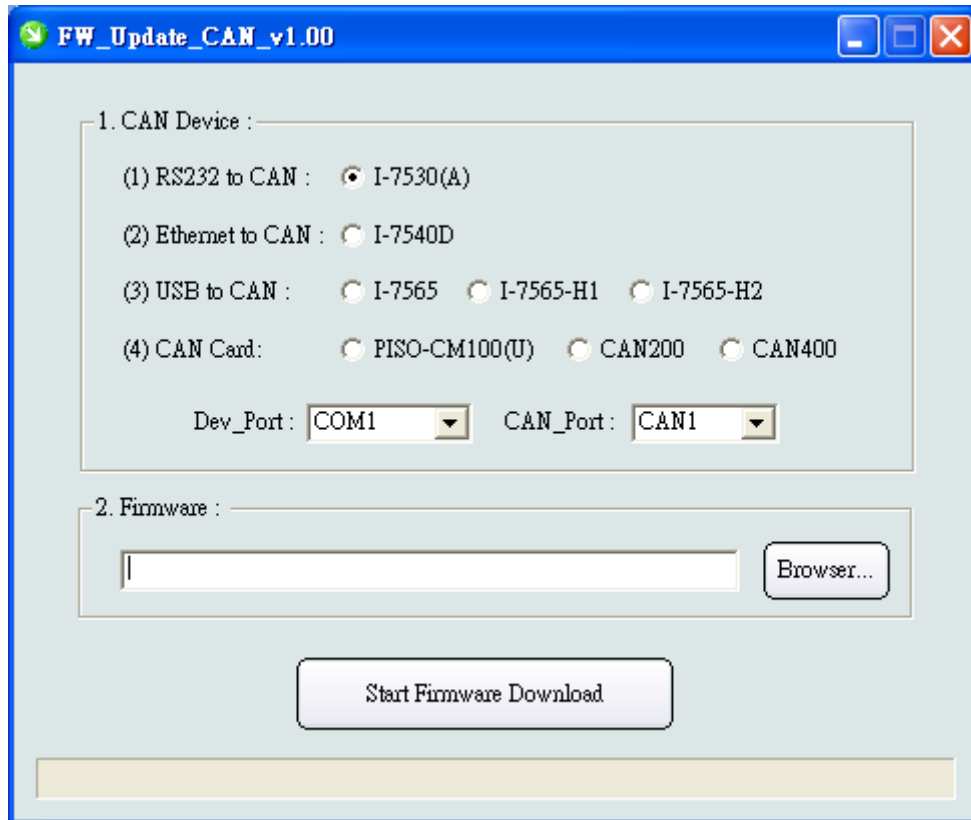 FW_Update_CAN_v1.00
1. CAN Device :
(1) RS232 to CAN : I-7530(A)
(2) Ethernet to CAN : I-7540D
(3) USB to CAN : I-7565 I-7565-H1 I-7565-H2
(4) CAN Card: PISO-CM100(U) CAN200 CAN400
Dev_Port : COM1 CAN_Port : CAN1
2. Firmware :
Browser...
Start Firmware Download